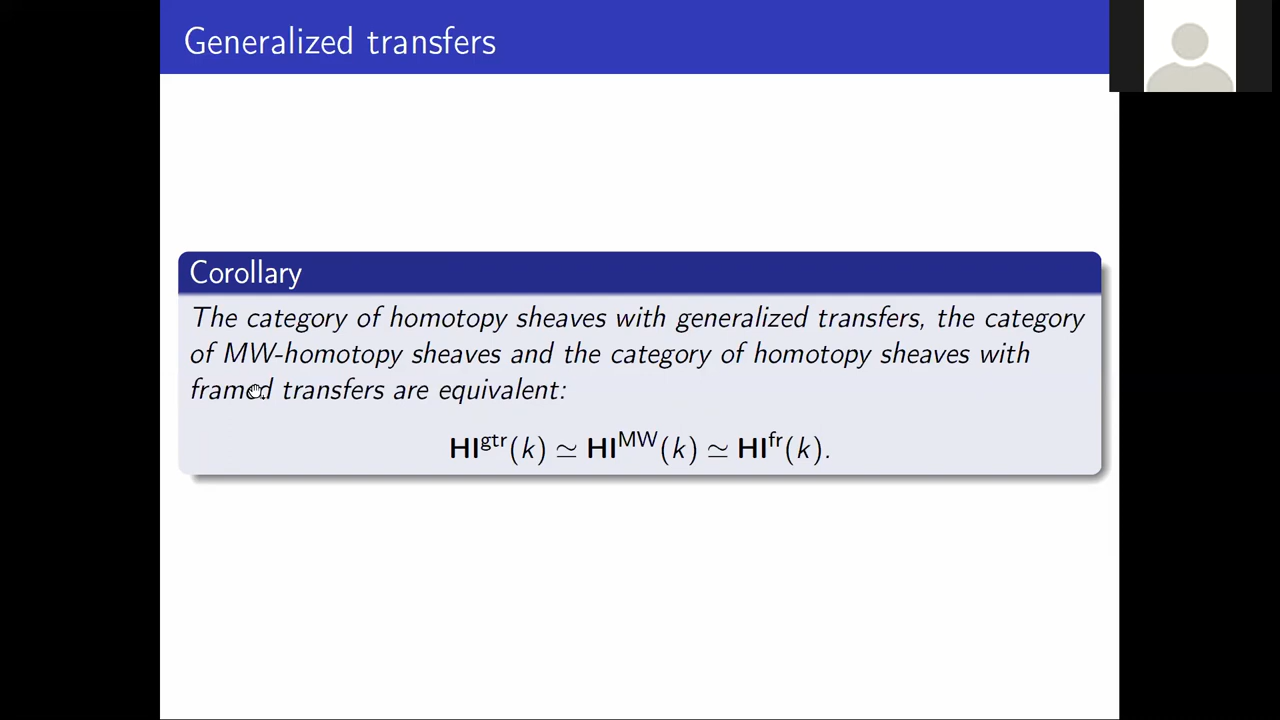 Generalized transfers
Corollary
The category of homotopy sheaves with generalized transfers, the category
of MW-homotopy sheaves and the category of homotopy sheaves with
framed transfers are equivalent:
HI^gtr(k) ≃ HI^MW(k) ≃ HI^fr(k).